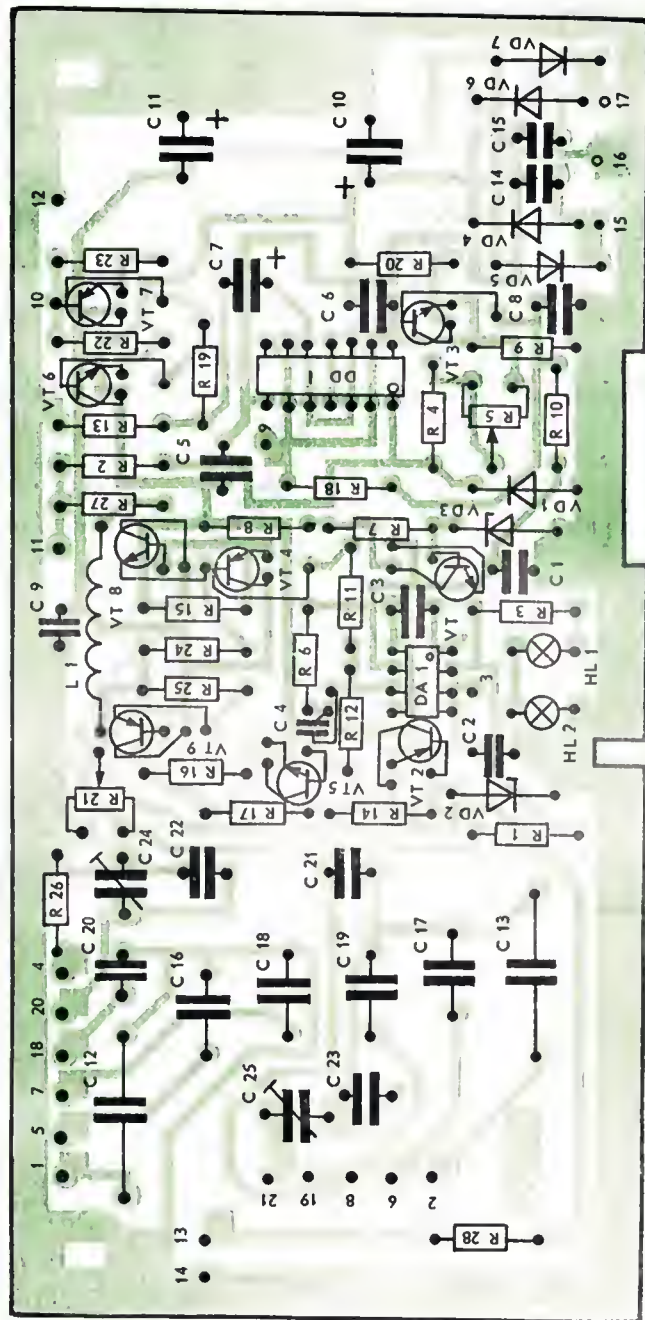 VD 7
VD 6
17
C 15
16
C 14
VD 4
15
VD 5
C 11
+
C 10
+
12
R 23
10
VT 7
R 22
VT 6
R 13
R 2
R 27
11
C 7
+
R 19
C 5
9
DD 1
C 6
R 20
VT 3
C 8
R 9
R 4
R 5
R 10
R 18
VD 1
VD3
C 9
L 1
VT 8
R 8
VT 4
R 7
R 15
R 24
R 25
R 6
R 11
C 3
VT
C 1
R 3
DA 1
3
HL 1
HL 2
C 4
R 12
VT9
R 16
R 21
VT5
R 17
VT 2
C 2
VD 2
R 14
R 1
C 24
C 22
C 21
R 26
C 20
C 16
C 18
C 19
C 17
C 13
4
20
18
7
5
1
C 12
C 25
C 23
21
19
8
6
2
13
14
R 28